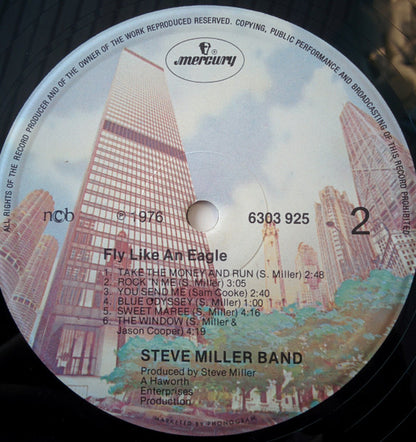 ALL RIGHTS OF THE RECORD PRODUCER AND OF THE OWNER OF THE WORK REPRODUCED RESERVED. COPYING, PUBLIC PERFORMANCE AND BROADCASTING OF THIS RECORD PROHIBITED
mercury ®
ncb
℗ 1976
6303 925
2
Fly Like An Eagle
1. TAKE THE MONEY AND RUN (S. Miller) 2:48
2. ROCK 'N ME (S. Miller) 3:05
3. YOU SEND ME (Sam Cooke) 2:40
4. BLUE ODYSSEY (S. Miller) 1:00
5. SWEET MAREE (S. Miller) 4:16
6. THE WINDOW (S. Miller &
Jason Cooper) 4:19
STEVE MILLER BAND
Produced by Steve Miller
A Haworth
Enterprises
Production
MARKETED BY PHONOGRAM